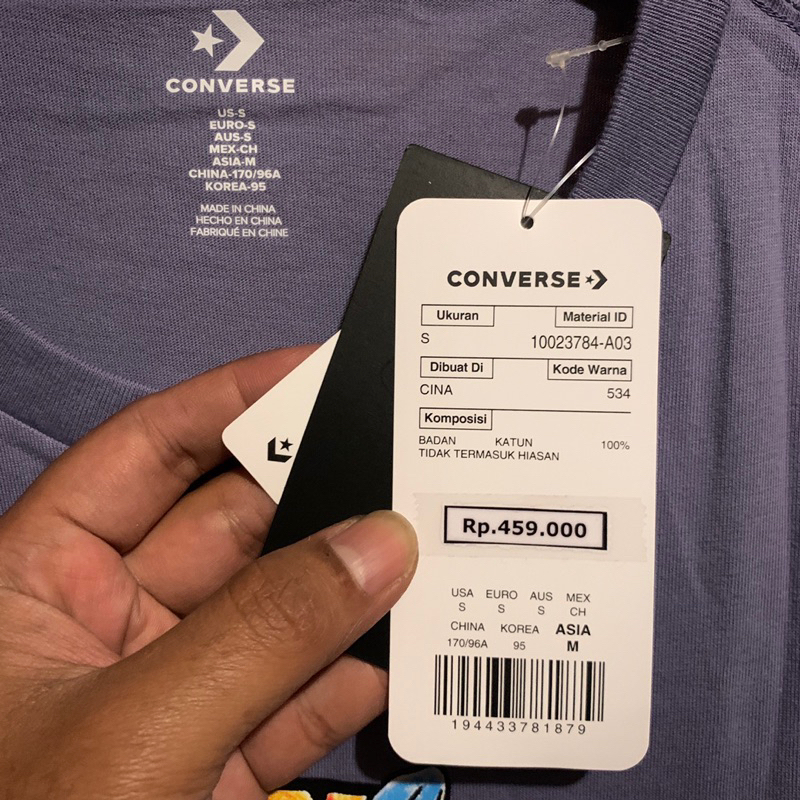 CONVERSE
US-S
EURO-S
AUS-S
MEX-CH
ASIA-M
CHINA-170/96A
KOREA-95
MADE IN CHINA
HECHO EN CHINA
FABRIQUÉ EN CHINE
CONVERSE
Ukuran Material ID
S 10023784-A03
Dibuat Di Kode Warna
CINA 534
Komposisi
BADAN KATUN 100%
TIDAK TERMASUK HIASAN
Rp.459.000
USA EURO AUS MEX
S S S CH
CHINA KOREA ASIA
170/96A 95 M
194433781879